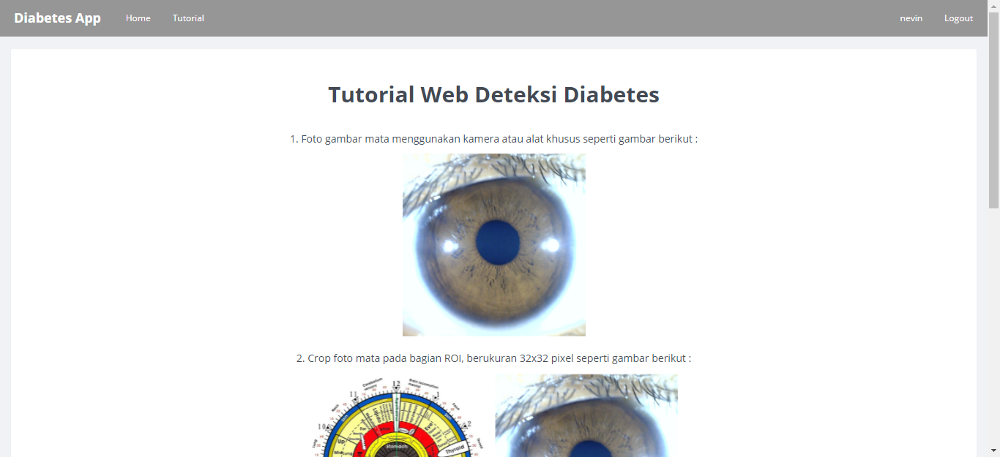 Diabetes App Home Tutorial nevin Logout
Tutorial Web Deteksi Diabetes
1. Foto gambar mata menggunakan kamera atau alat khusus seperti gambar berikut :
2. Crop foto mata pada bagian ROI, berukuran 32x32 pixel seperti gambar berikut :
12
11
1
10
2
Up
Eye
Thyroid
Stomach